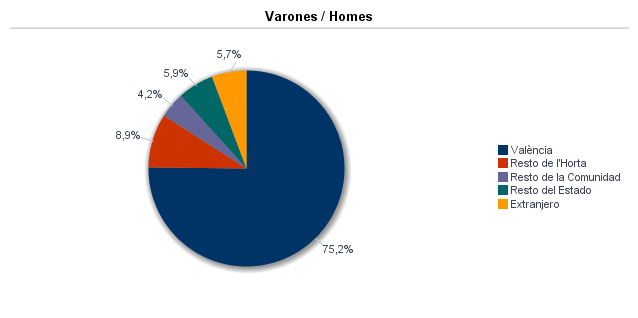 Varones / Homes
5,7%
5,9%
4,2%
8,9%
75,2%
València
Resto de l'Horta
Resto de la Comunidad
Resto del Estado
Extranjero